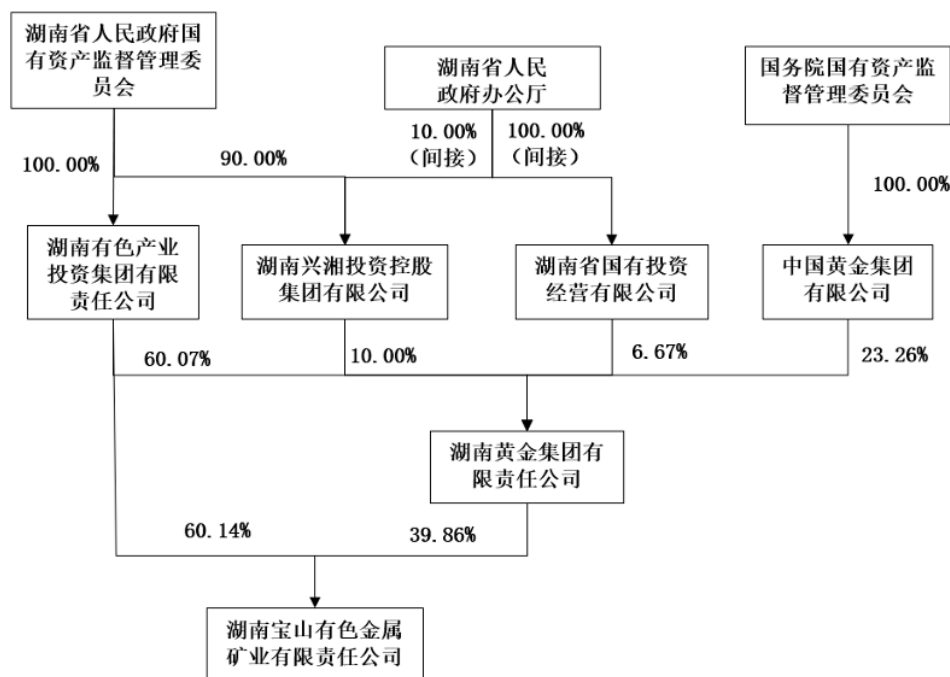 湖南省人民政府国
有资产监督管理委
员会
湖南省人民
政府办公厅
国务院国有资产监
督管理委员会
100.00%
90.00%
10.00%
（间接）
100.00%
（间接）
100.00%
湖南有色产业
投资集团有限
责任公司
湖南兴湘投资控股
集团有限公司
湖南省国有投资
经营有限公司
中国黄金集团
有限公司
60.07%
10.00%
6.67%
23.26%
湖南黄金集团有
限责任公司
60.14%
39.86%
湖南宝山有色金属
矿业有限责任公司